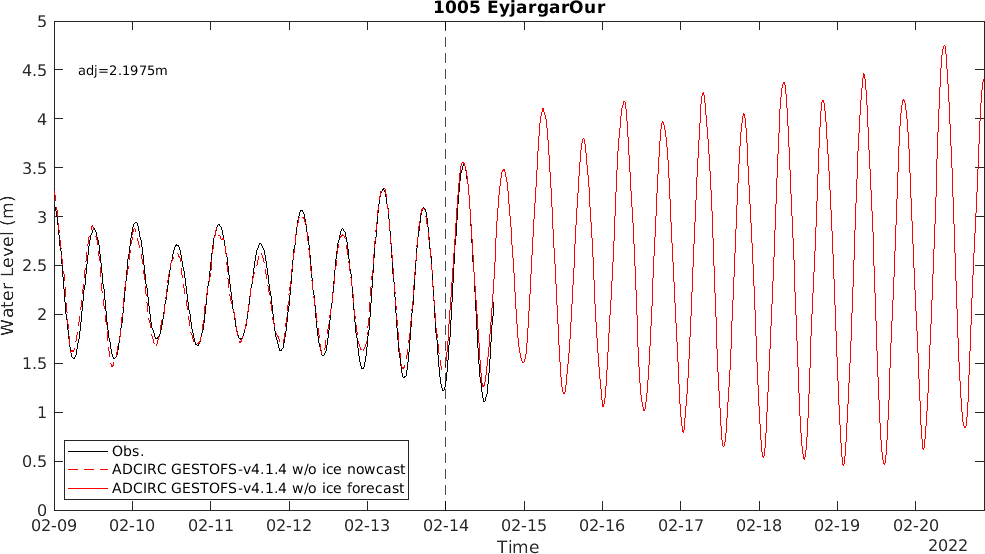 1005 EyjargarOur
5
4.5
4
3.5
3
2.5
2
1.5
1
0.5
0
Water Level (m)
adj=2.1975m
Obs.
ADCIRC GESTOFS-v4.1.4 w/o ice nowcast
ADCIRC GESTOFS-v4.1.4 w/o ice forecast
02-09 02-10 02-11 02-12 02-13 02-14 02-15 02-16 02-17 02-18 02-19 02-20
Time
2022